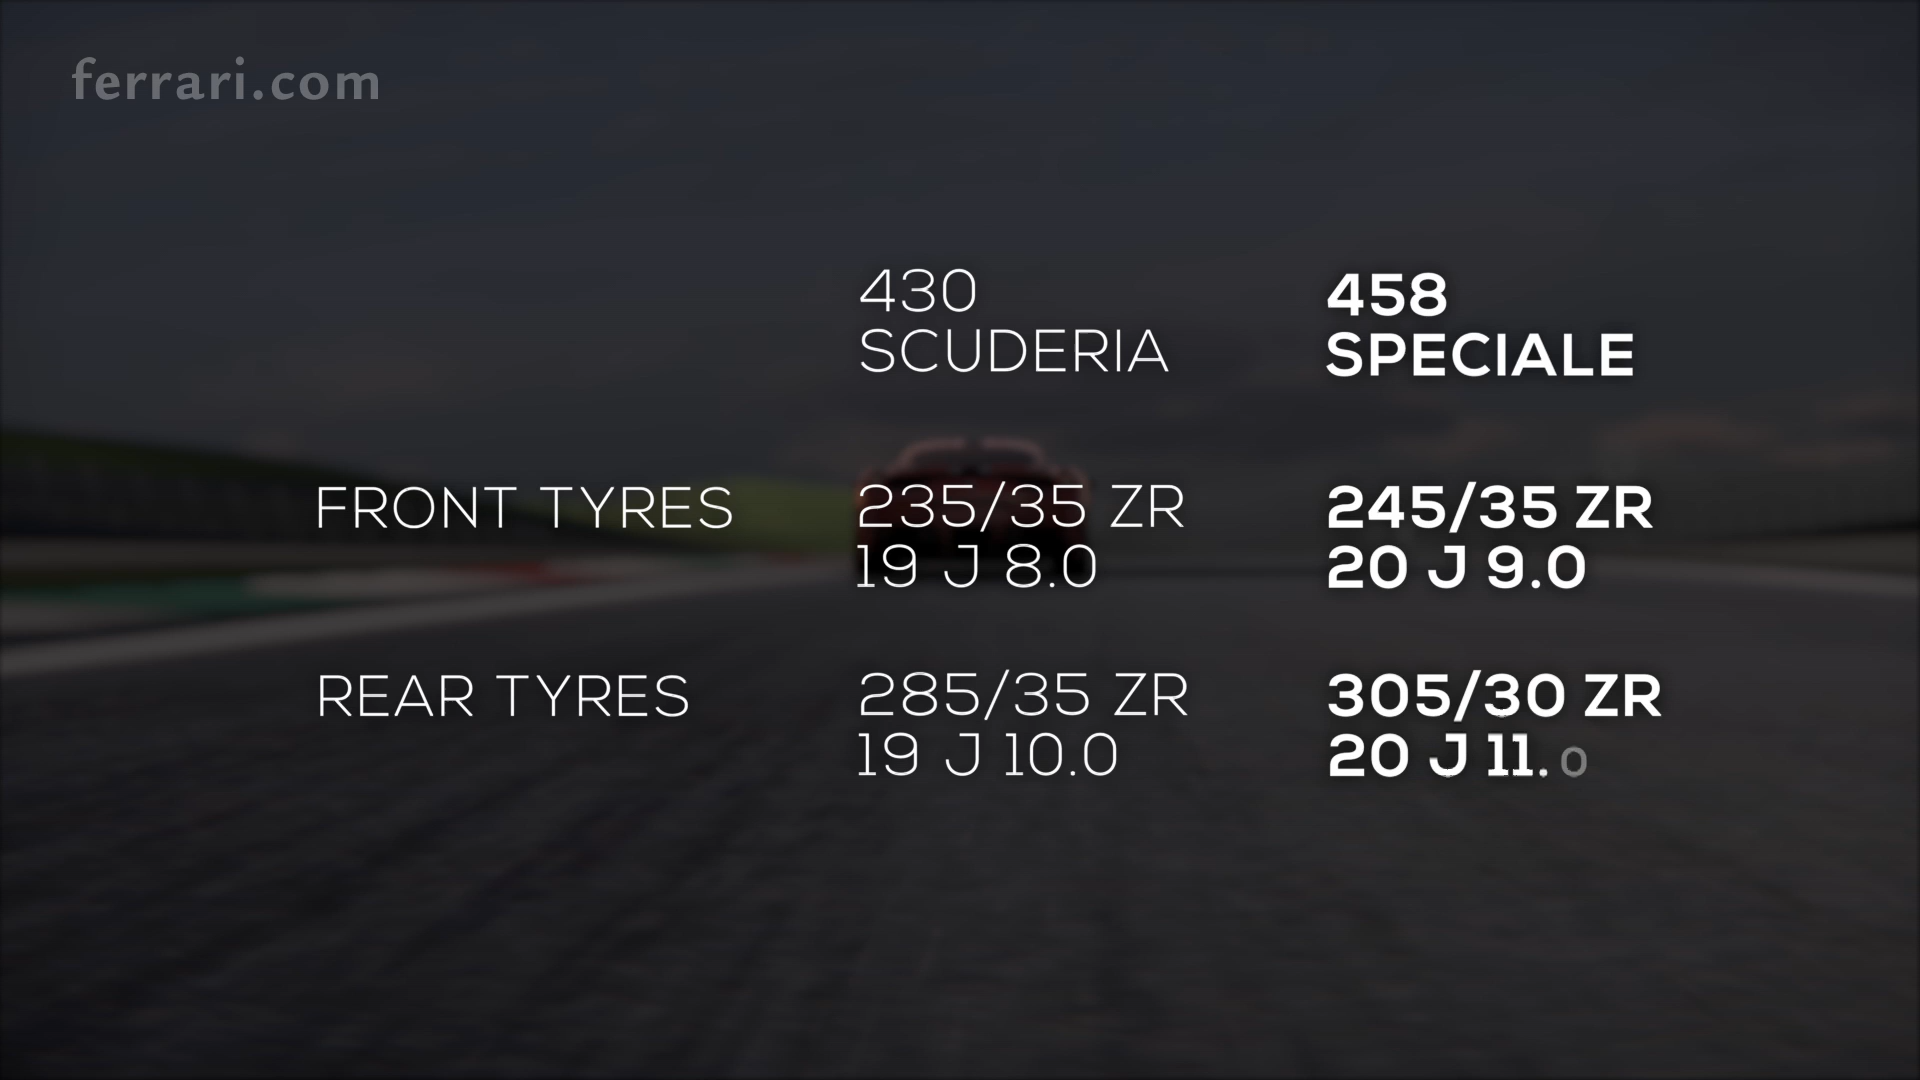 ferrari.com
430 SCUDERIA
458 SPECIALE
FRONT TYRES
235/35 ZR
19 J 8.0
245/35 ZR
20 J 9.0
REAR TYRES
285/35 ZR
19 J 10.0
305/30 ZR
20 J 11.0